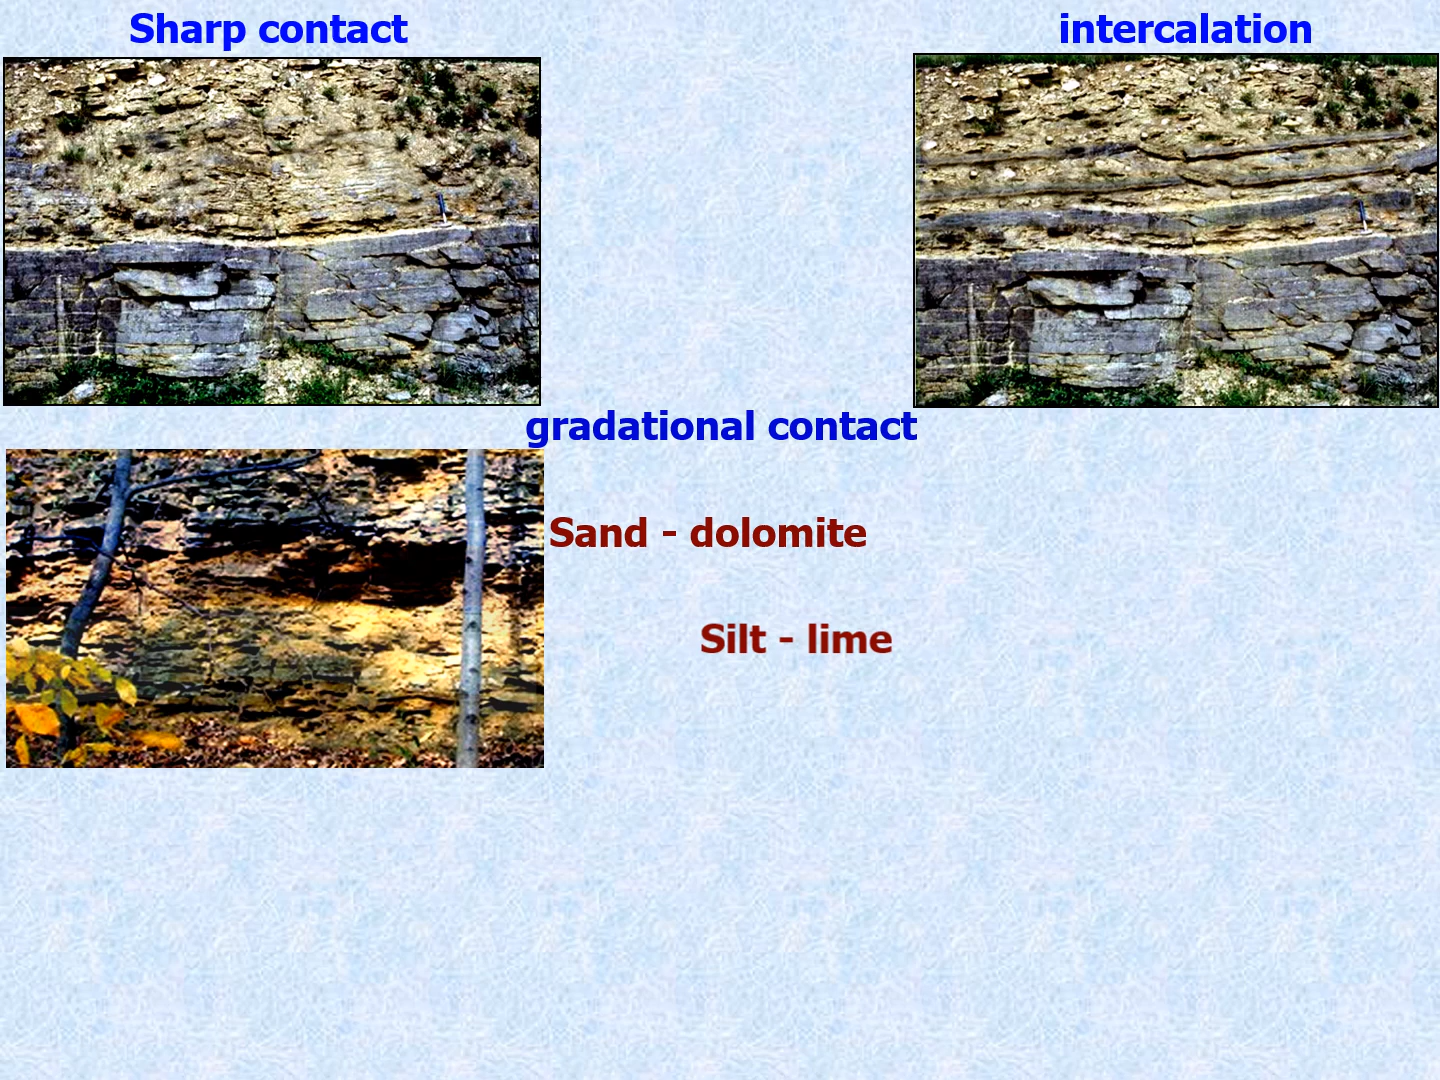 Sharp contact
intercalation
gradational contact
Sand - dolomite
Silt - lime